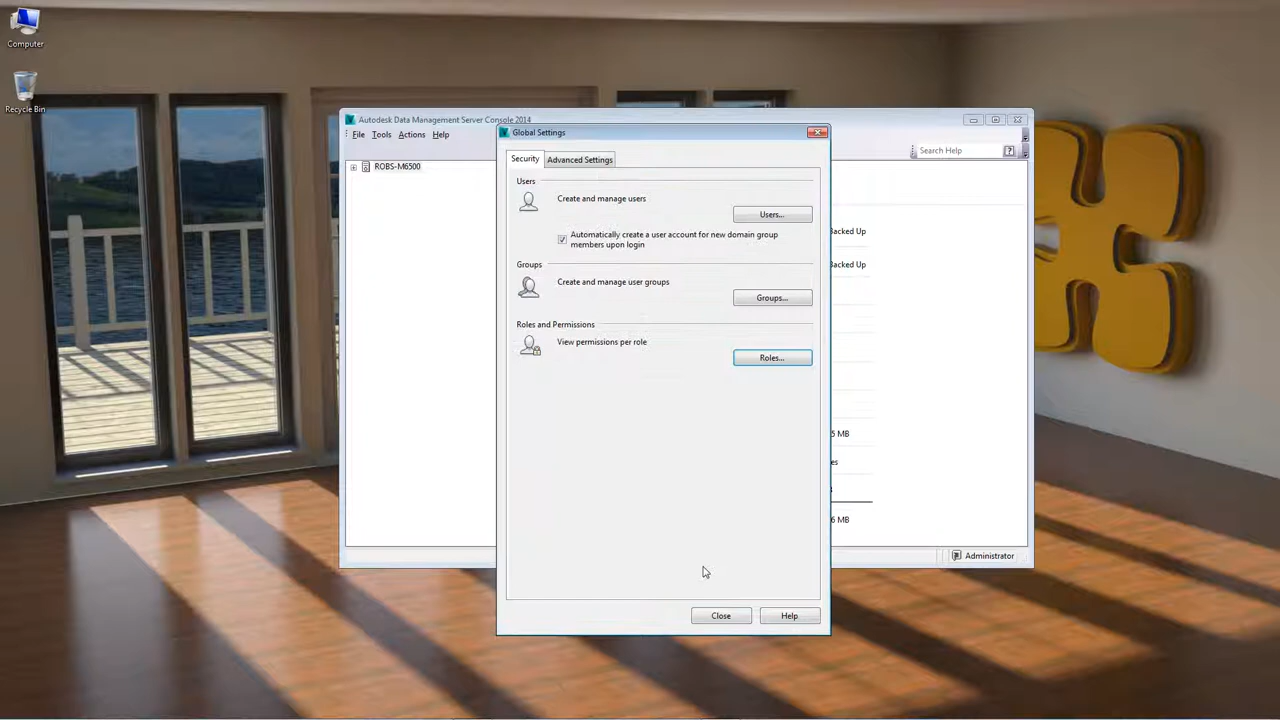 Computer
Recycle Bin
Autodesk Data Management Server Console 2014
File Tools Actions Help
Search Help
ROBS-M6500
Global Settings
Security
Advanced Settings
Users
Create and manage users
Users...
Automatically create a user account for new domain group
members upon login
Groups
Create and manage user groups
Groups...
Roles and Permissions
View permissions per role
Roles...
Close
Help
Backed Up
Backed Up
5 MB
es
6 MB
Administrator